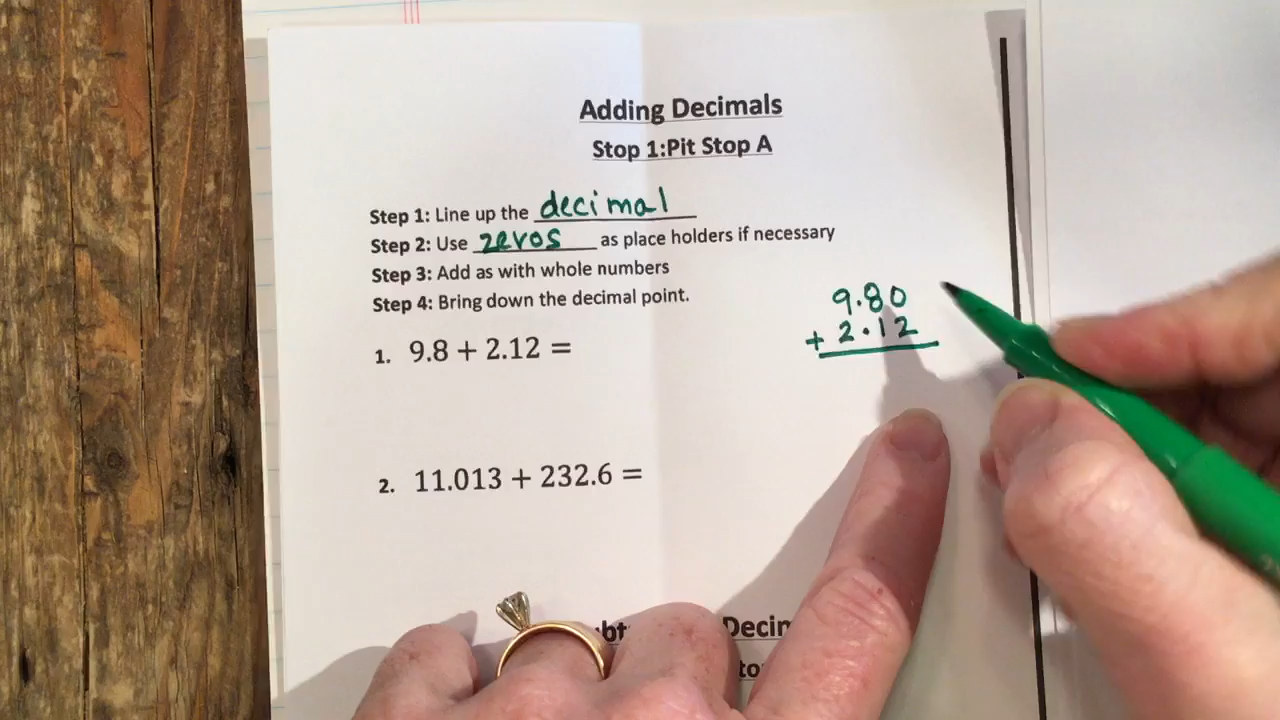 Adding Decimals
Stop 1:Pit Stop A
Step 1: Line up the decimal
Step 2: Use zeros as place holders if necessary
Step 3: Add as with whole numbers
Step 4: Bring down the decimal point.
9.80
+ 2.12
1. 9.8 + 2.12 =
2. 11.013 + 232.6 =